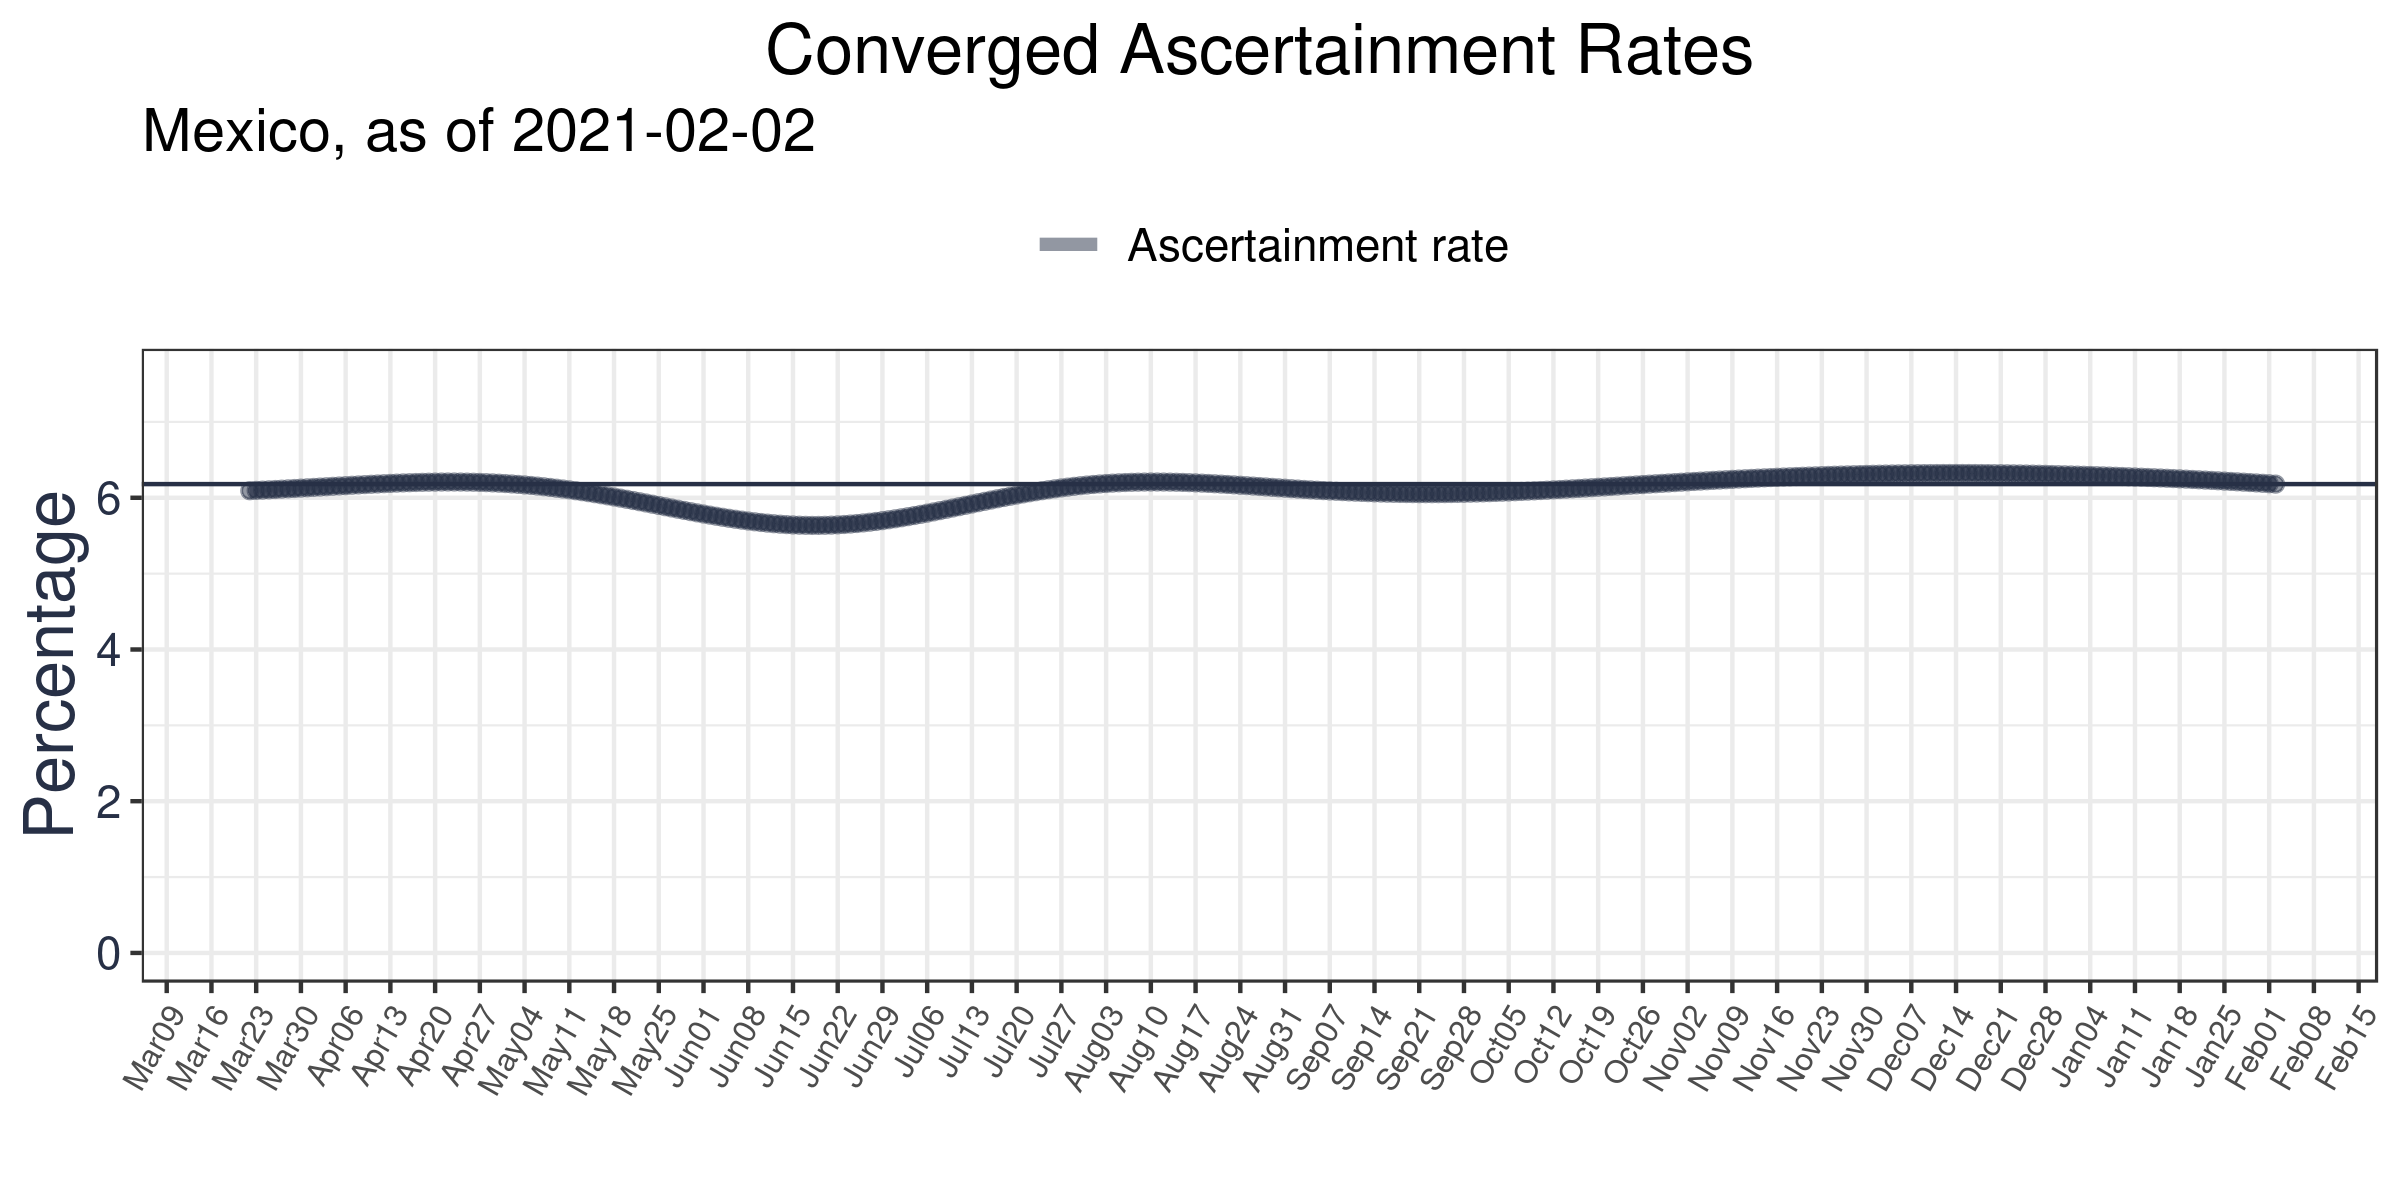 Converged Ascertainment Rates
Mexico, as of 2021-02-02
Ascertainment rate
Percentage
6
4
2
0
Mar09 Mar16 Mar23 Mar30 Apr06 Apr13 Apr20 Apr27 May04 May11 May18 May25 Jun01 Jun08 Jun15 Jun22 Jun29 Jul06 Jul13 Jul20 Jul27 Aug03 Aug10 Aug17 Aug24 Aug31 Sep07 Sep14 Sep21 Sep28 Oct05 Oct12 Oct19 Oct26 Nov02 Nov09 Nov16 Nov23 Nov30 Dec07 Dec14 Dec21 Dec28 Jan04 Jan11 Jan18 Jan25 Feb01 Feb08 Feb15